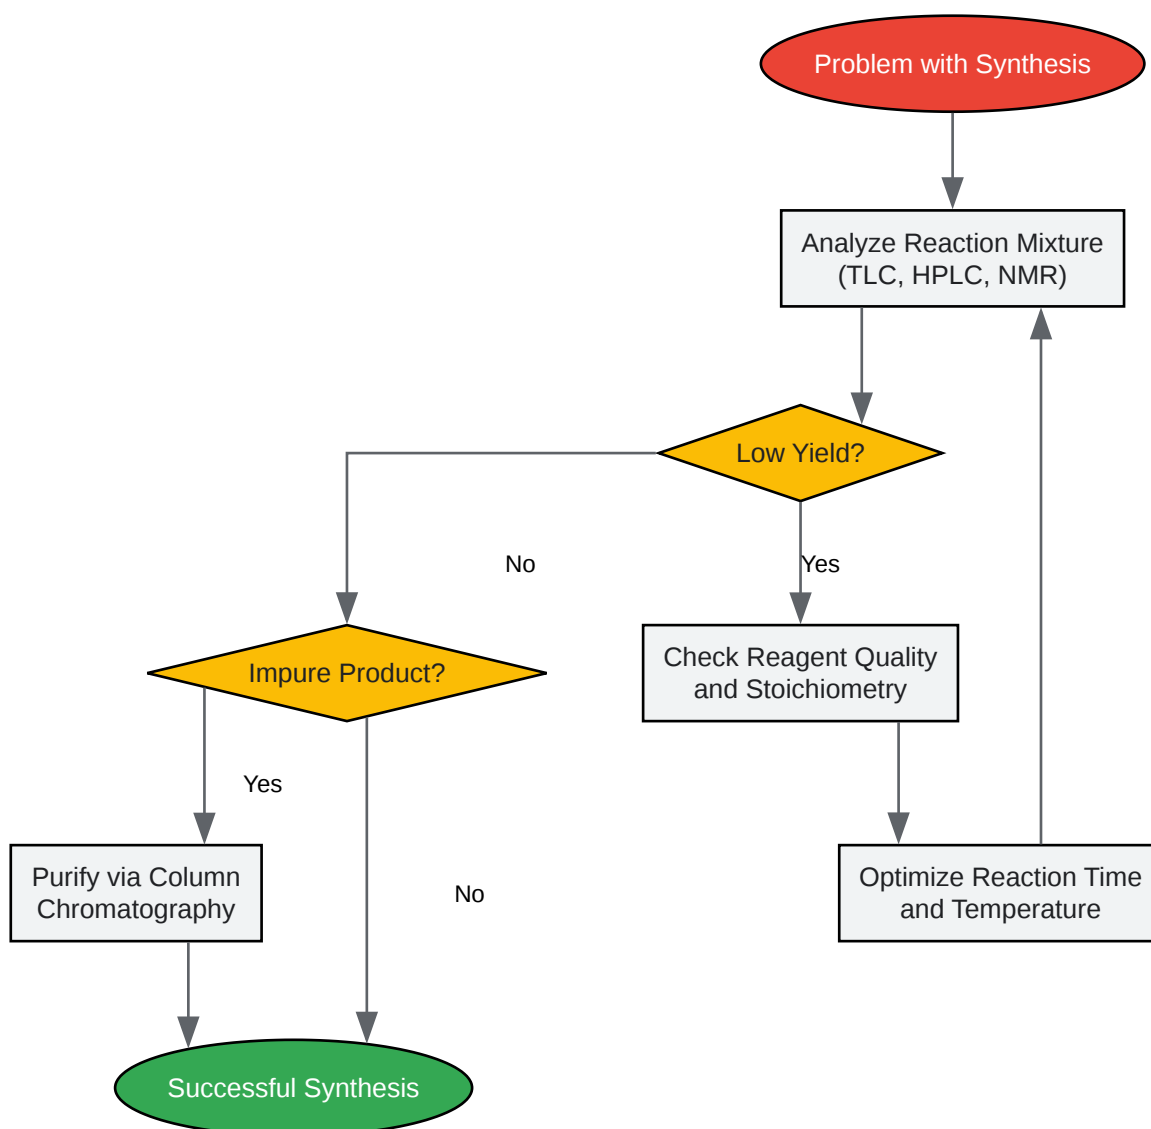 Problem with Synthesis
Analyze Reaction Mixture
(TLC, HPLC, NMR)
Low Yield?
No
Yes
Impure Product?
Check Reagent Quality
and Stoichiometry
Yes
Purify via Column
Chromatography
No
Optimize Reaction Time
and Temperature
Successful Synthesis